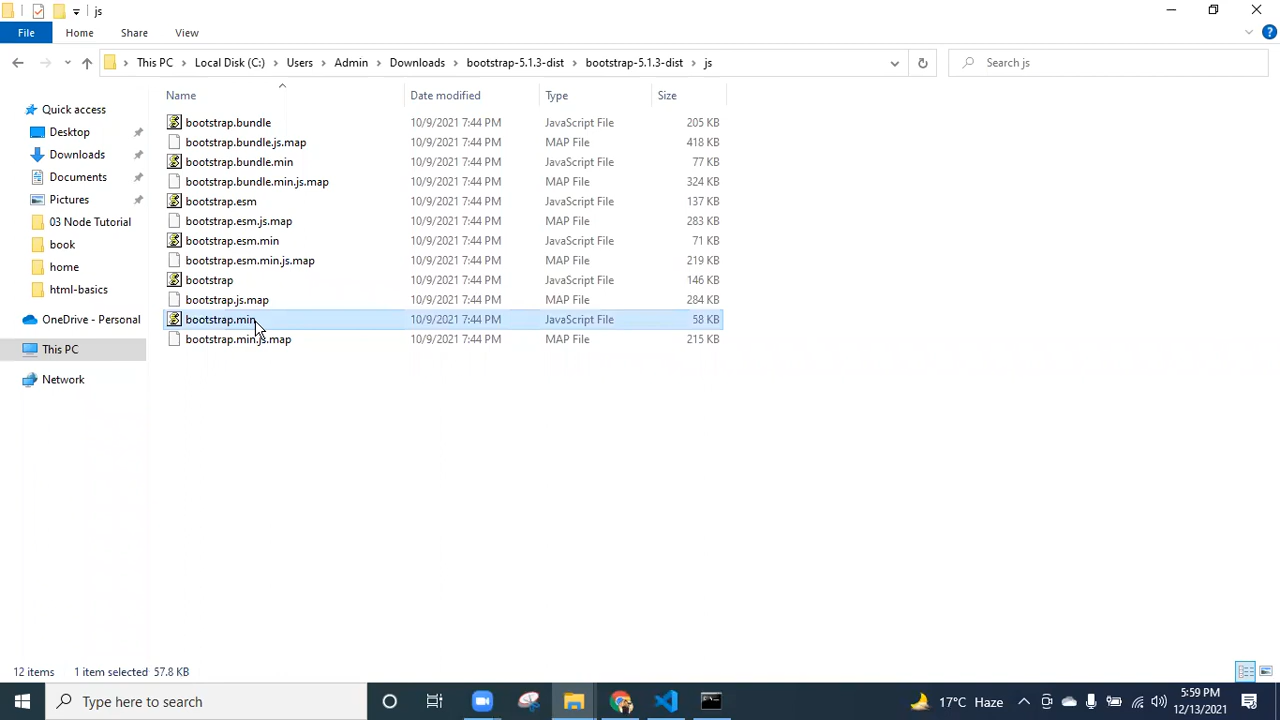 js
File Home Share View
This PC Local Disk (C:) Users Admin Downloads bootstrap-5.1.3-dist bootstrap-5.1.3-dist js Search js
Name Date modified Type Size
Quick access
Desktop
Downloads
Documents
Pictures
03 Node Tutorial
book
home
html-basics
OneDrive - Personal
This PC
Network
bootstrap.bundle 10/9/2021 7:44 PM JavaScript File 205 KB
bootstrap.bundle.js.map 10/9/2021 7:44 PM MAP File 418 KB
bootstrap.bundle.min 10/9/2021 7:44 PM JavaScript File 77 KB
bootstrap.bundle.min.js.map 10/9/2021 7:44 PM MAP File 324 KB
bootstrap.esm 10/9/2021 7:44 PM JavaScript File 137 KB
bootstrap.esm.js.map 10/9/2021 7:44 PM MAP File 283 KB
bootstrap.esm.min 10/9/2021 7:44 PM JavaScript File 71 KB
bootstrap.esm.min.js.map 10/9/2021 7:44 PM MAP File 219 KB
bootstrap 10/9/2021 7:44 PM JavaScript File 146 KB
bootstrap.js.map 10/9/2021 7:44 PM MAP File 284 KB
bootstrap.min 10/9/2021 7:44 PM JavaScript File 58 KB
bootstrap.min.js.map 10/9/2021 7:44 PM MAP File 215 KB
12 items 1 item selected 57.8 KB
Type here to search 17°C Haze 5:59 PM
12/13/2021